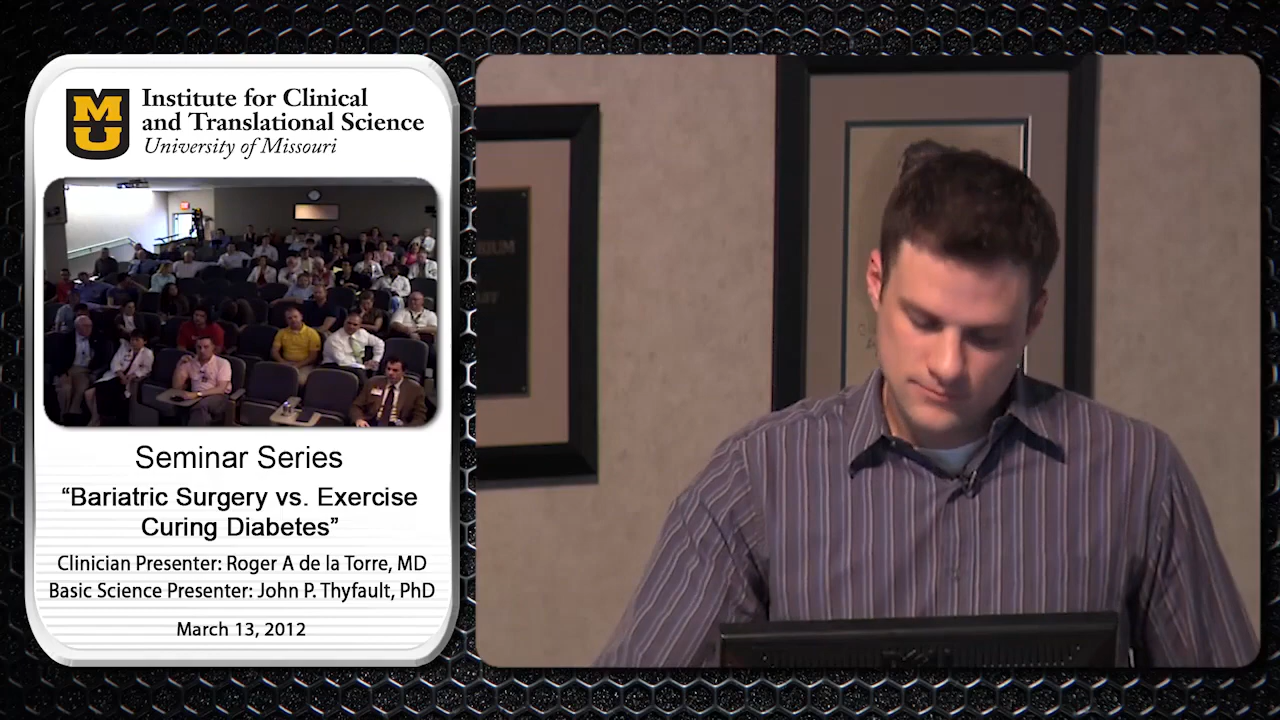 MU
Institute for Clinical
and Translational Science
University of Missouri
Seminar Series
“Bariatric Surgery vs. Exercise
Curing Diabetes”
Clinician Presenter: Roger A de la Torre, MD
Basic Science Presenter: John P. Thyfault, PhD
March 13, 2012